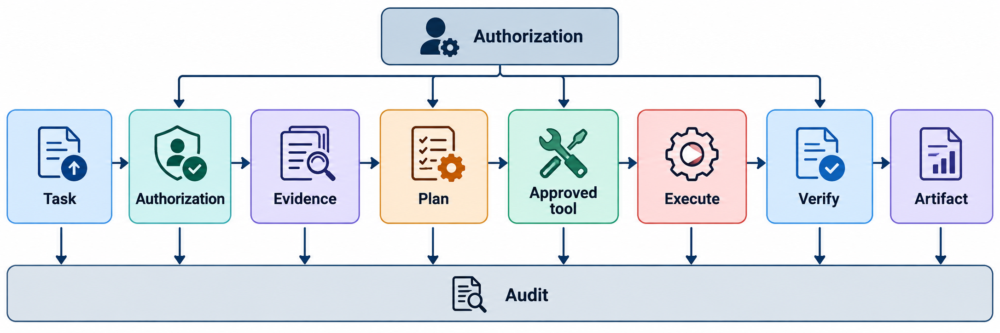 Authorization
Task
Authorization
Evidence
Plan
Approved
tool
Execute
Verify
Artifact
Audit